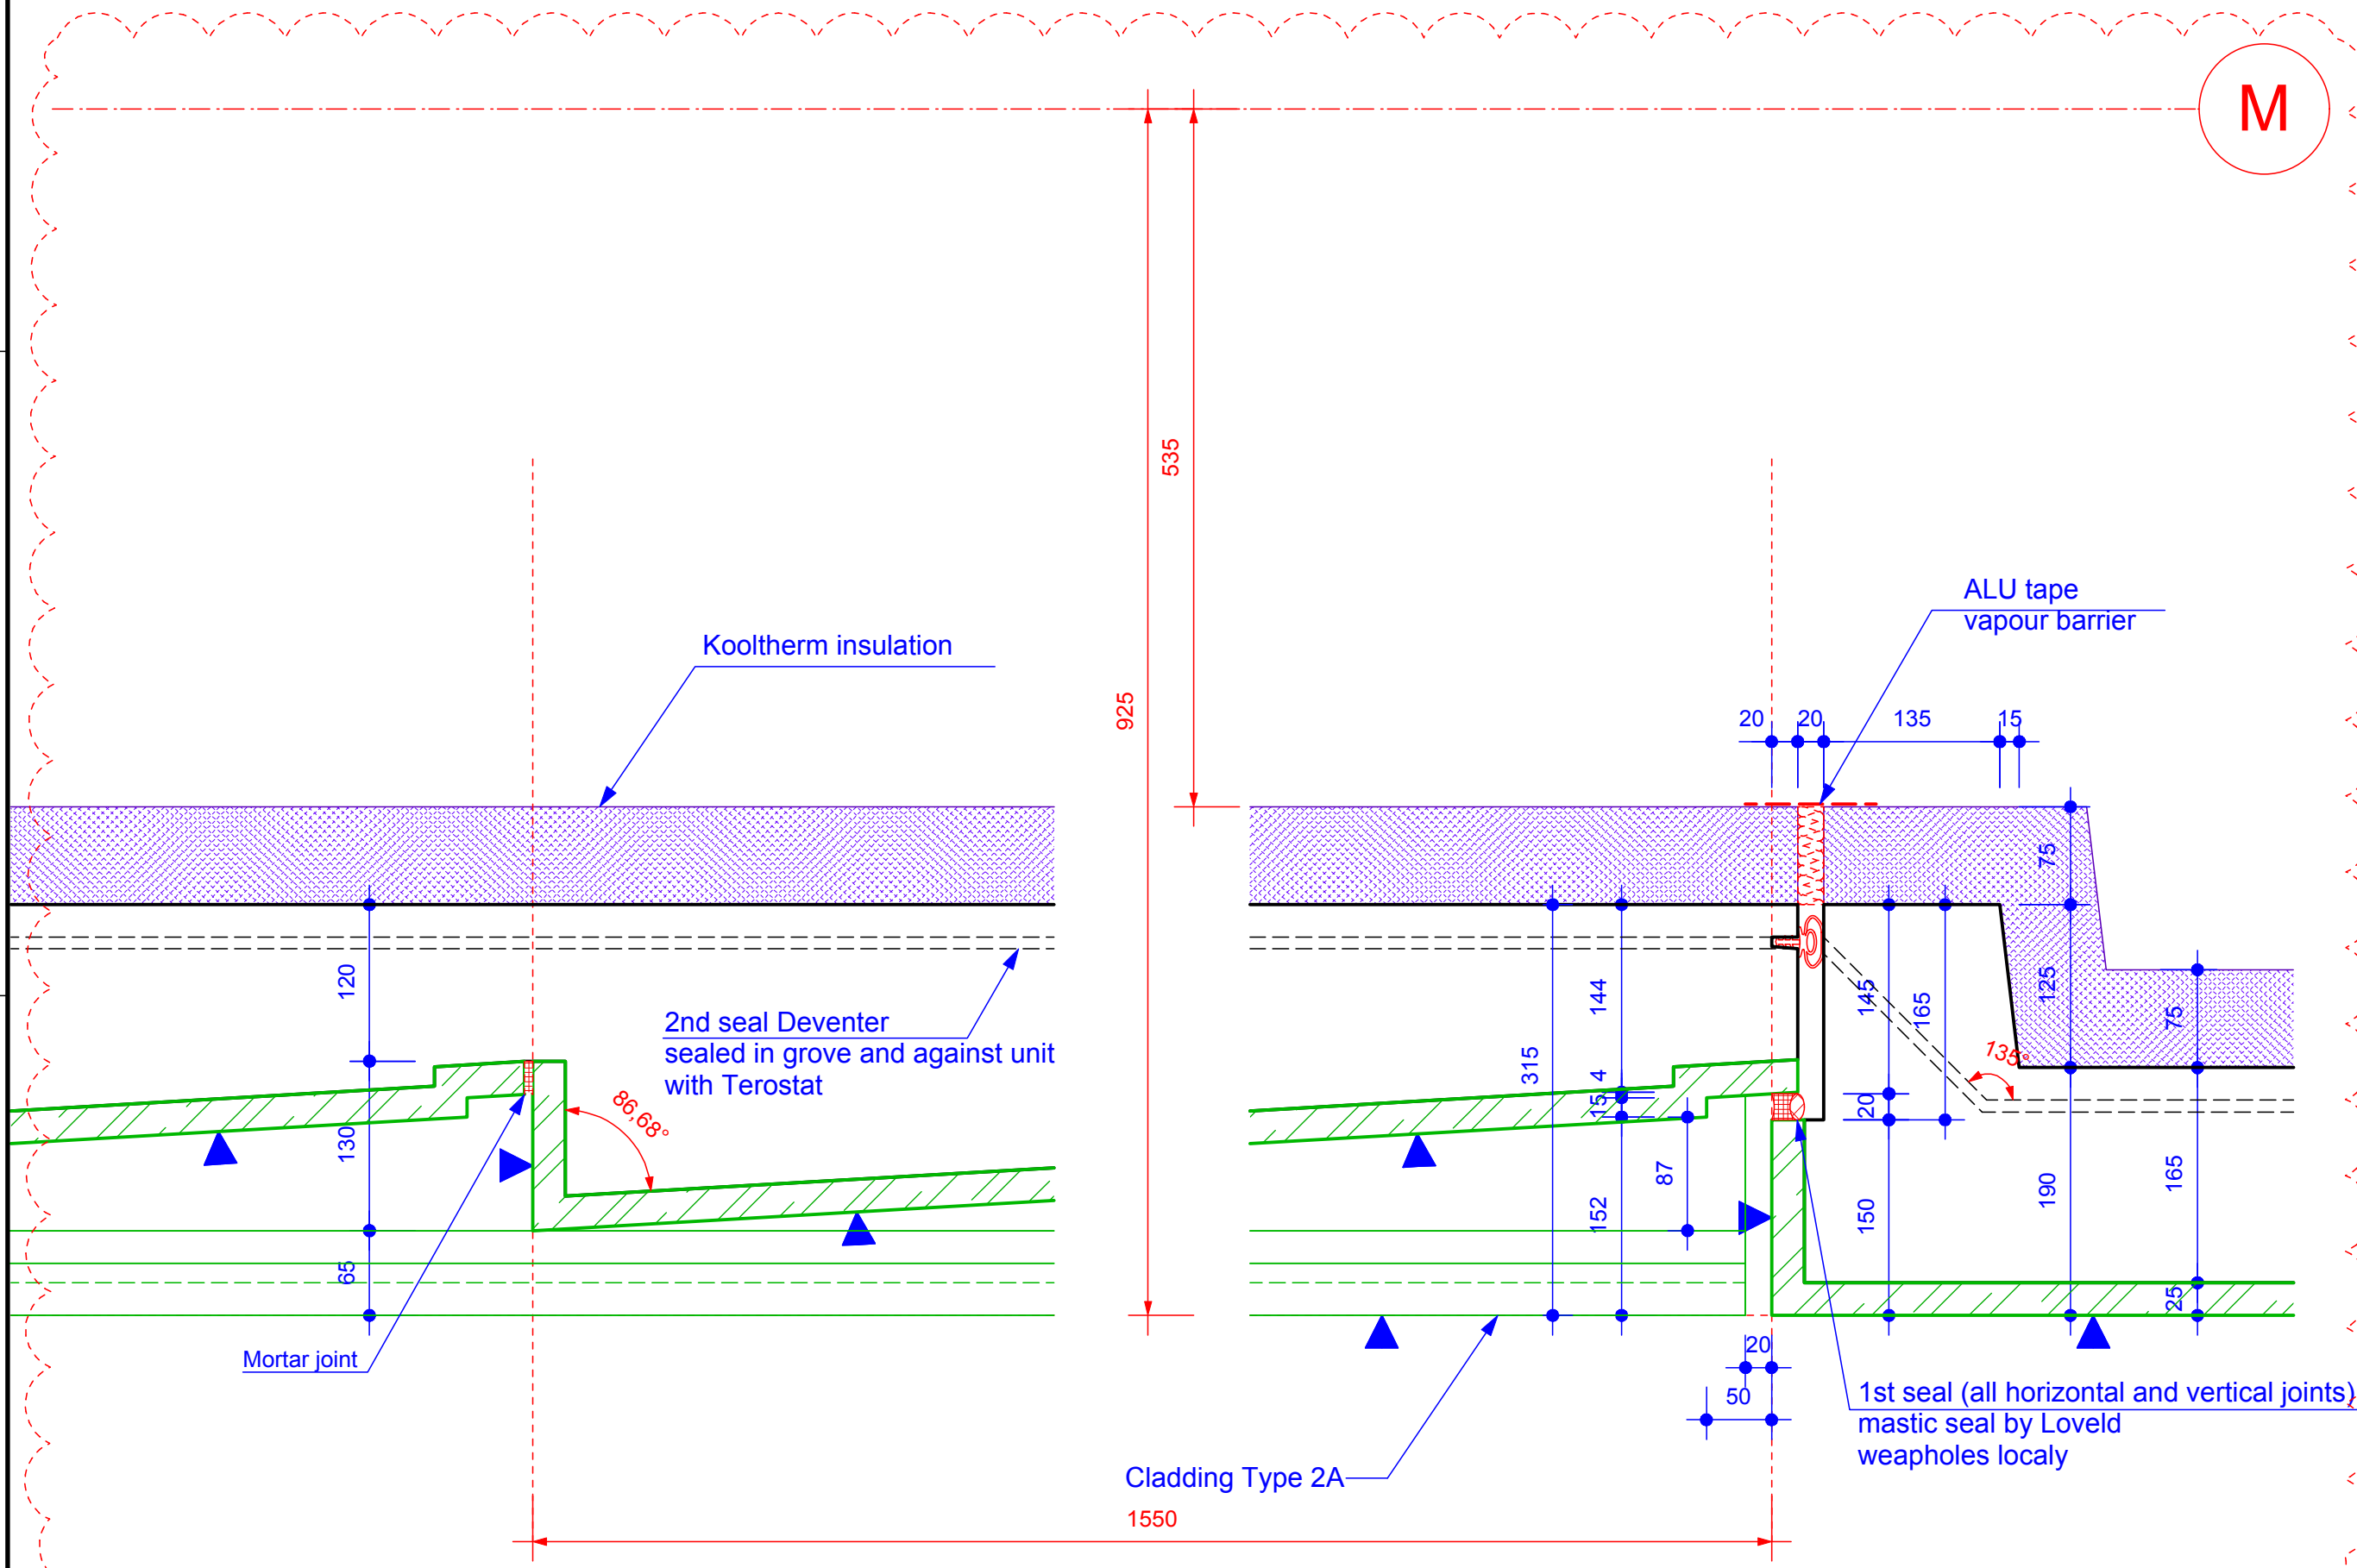 M
535
925
Kooltherm insulation
ALU tape
vapour barrier
20
20
135
15
75
125
75
120
130
65
2nd seal Deventer
sealed in grove and against unit
with Terostat
86,68°
315
144
4
15
152
87
145
165
20
150
135°
190
165
25
Mortar joint
20
50
1st seal (all horizontal and vertical joints)
mastic seal by Loveld
weapholes localy
Cladding Type 2A
1550